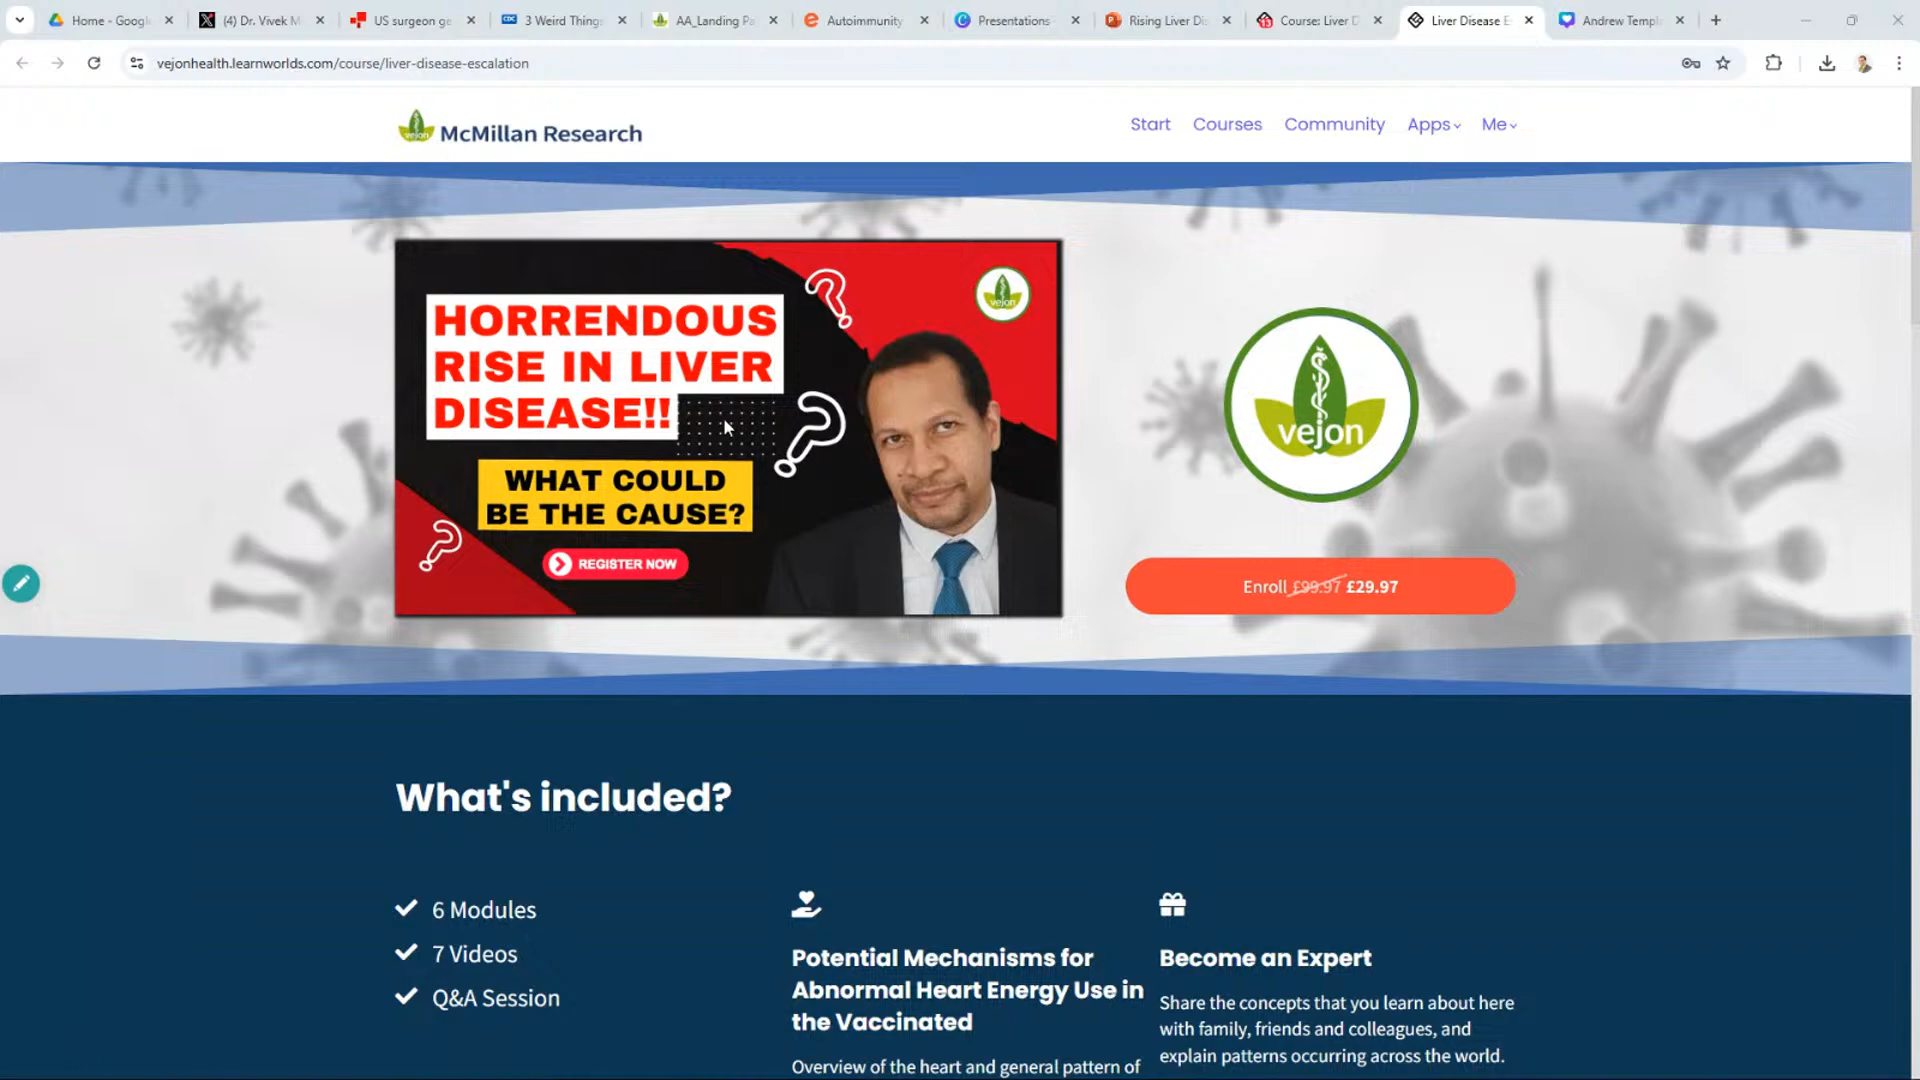 Home - Google
(4) Dr. Vivek M
US surgeon ge
3 Weird Things
AA_Landing Pa
Autoimmunity
Presentations
Rising Liver Dis
Course: Liver D
Liver Disease E
Andrew Templ
vejonhealth.learnworlds.com/course/liver-disease-escalation
vejon
McMillan Research
Start
Courses
Community
Apps
Me
HORRENDOUS
RISE IN LIVER
DISEASE!!
WHAT COULD
BE THE CAUSE?
REGISTER NOW
vejon
vejon
Enroll £99.97 £29.97
What's included?
6 Modules
7 Videos
Q&A Session
Potential Mechanisms for
Abnormal Heart Energy Use in
the Vaccinated
Overview of the heart and general pattern of
Become an Expert
Share the concepts that you learn about here
with family, friends and colleagues, and
explain patterns occurring across the world.